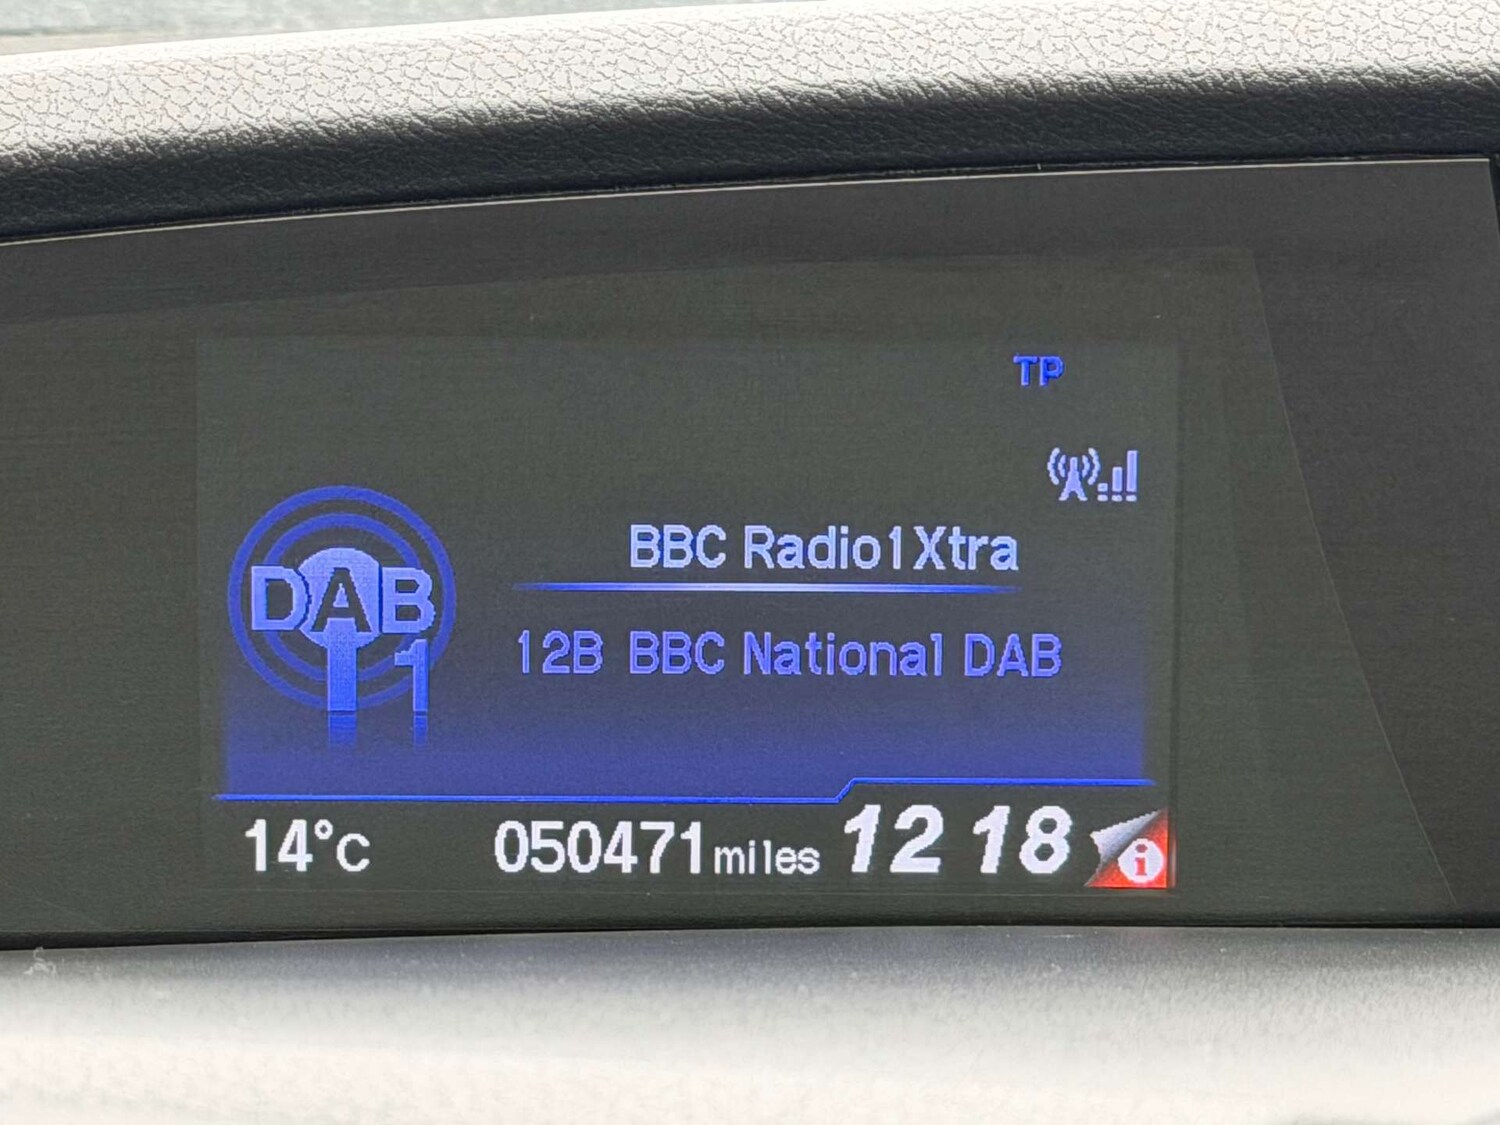 TP
BBC Radio1Xtra
DAB
1
12B BBC National DAB
14°C 050471miles 12 18 i